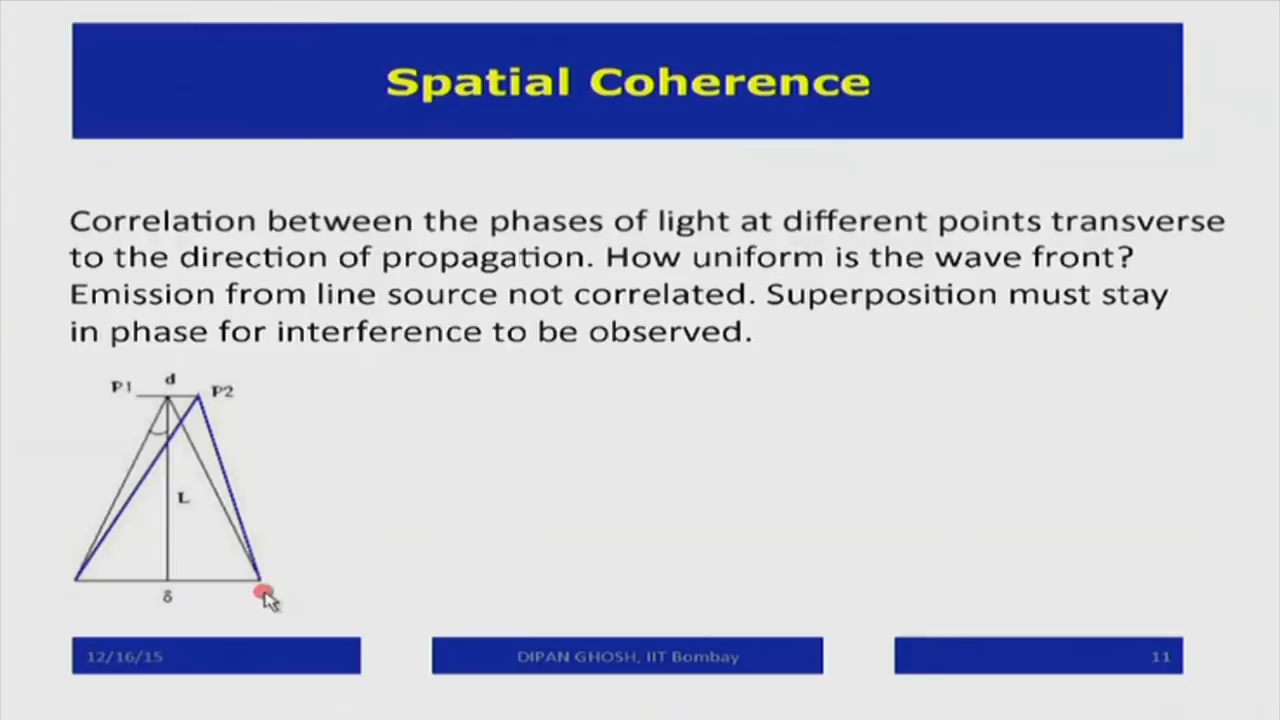 Spatial Coherence
Correlation between the phases of light at different points transverse
to the direction of propagation. How uniform is the wave front?
Emission from line source not correlated. Superposition must stay
in phase for interference to be observed.
P1 d P2
L
δ
12/16/15 DIPAN GHOSH, IIT Bombay 11